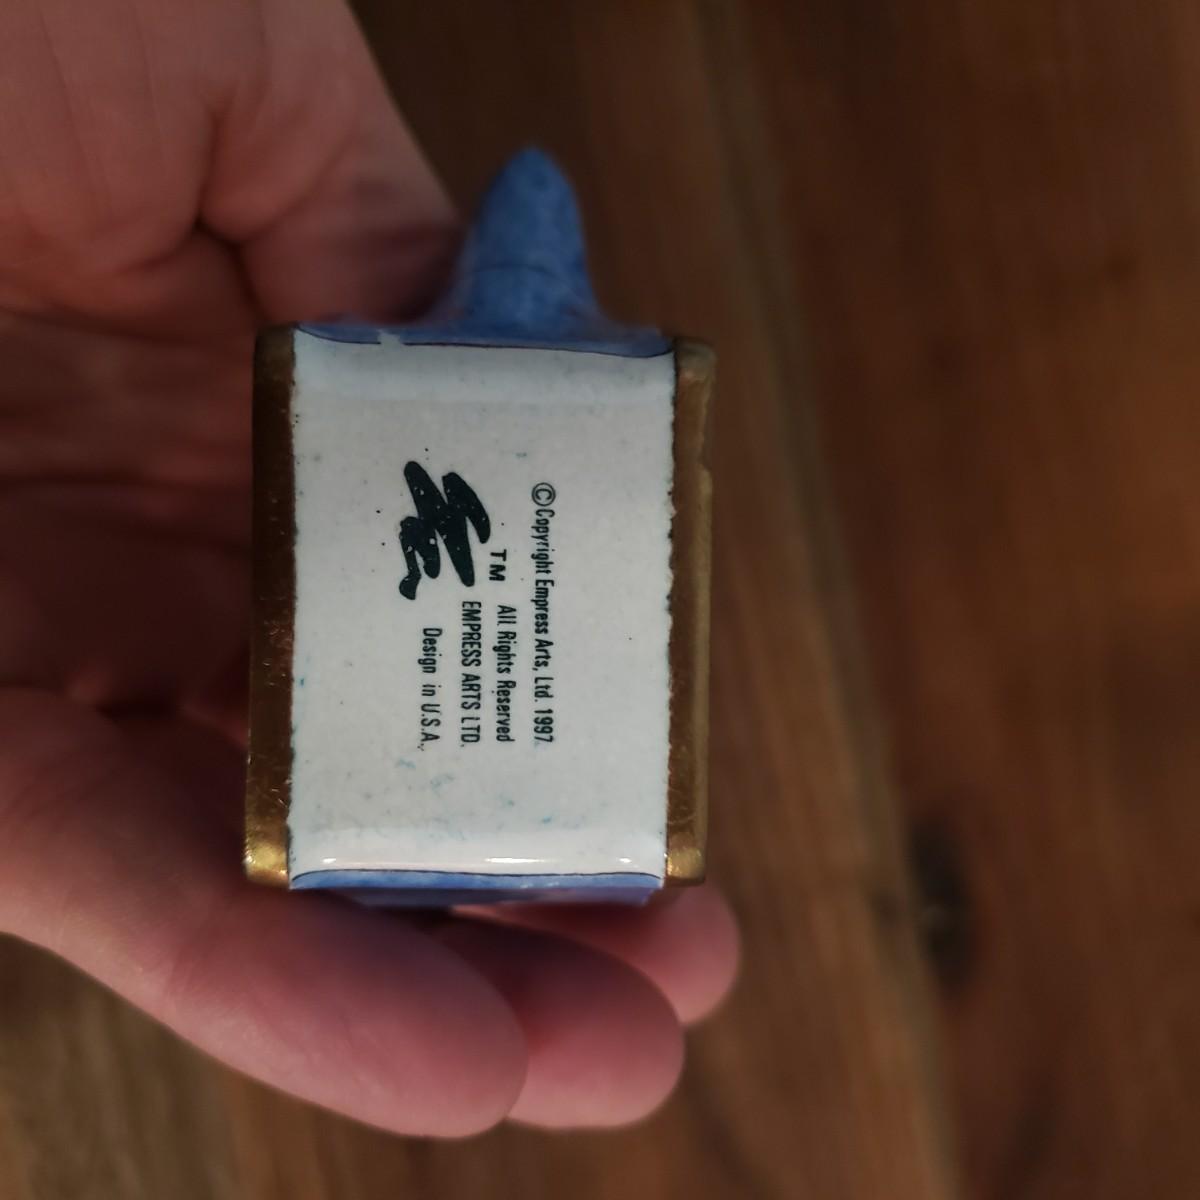 ©Copyright Empress Arts, Ltd. 1997.
TM All Rights Reserved
EMPRESS ARTS LTD.
Design in U.S.A.